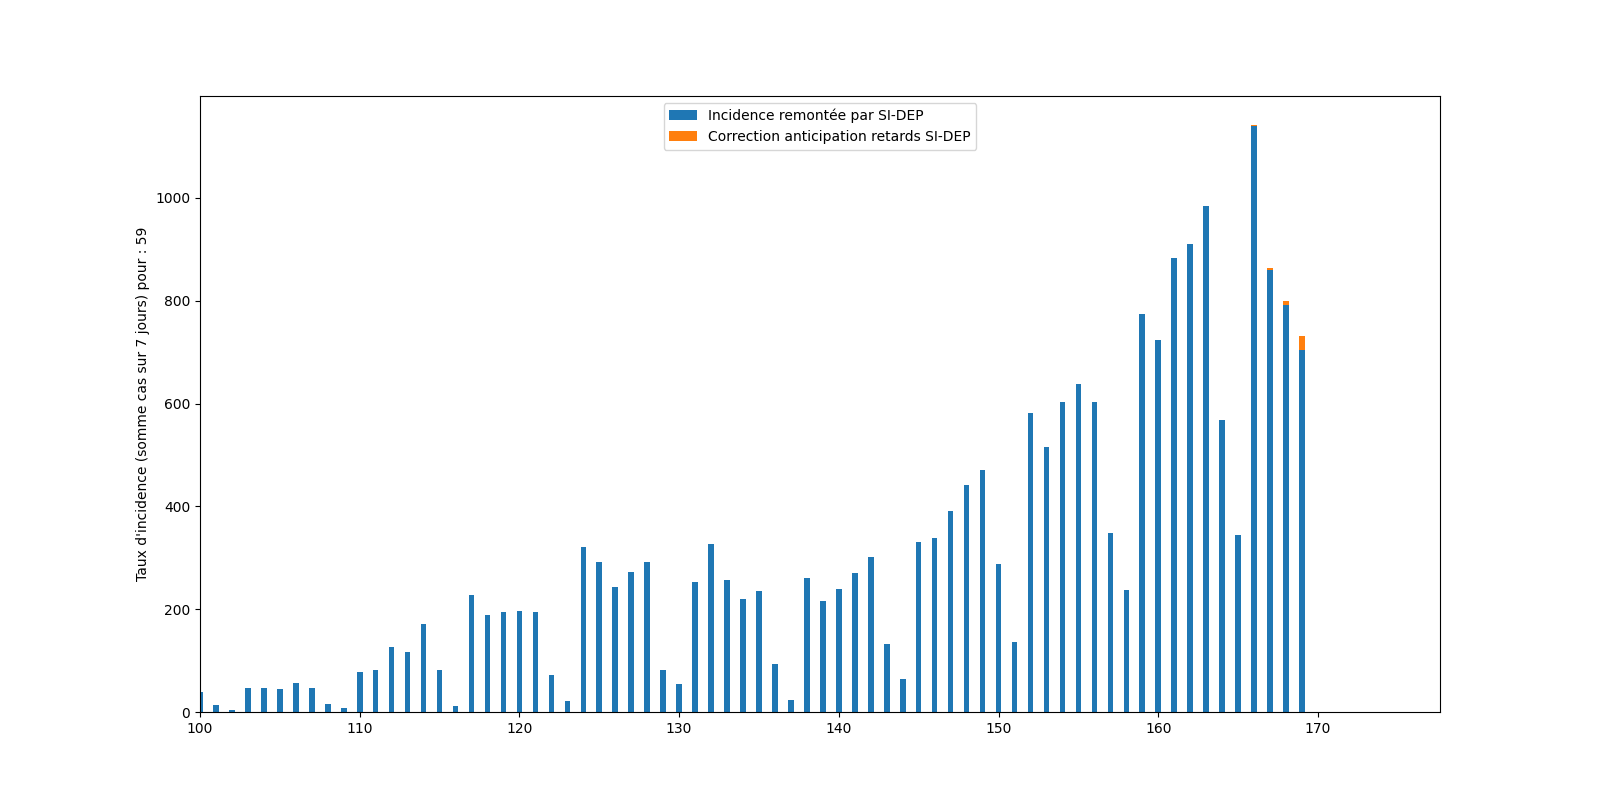 Incidence remontée par SI-DEP
Correction anticipation retards SI-DEP
Taux d'incidence (somme cas sur 7 jours) pour : 59
1000
800
600
400
200
0
100 110 120 130 140 150 160 170